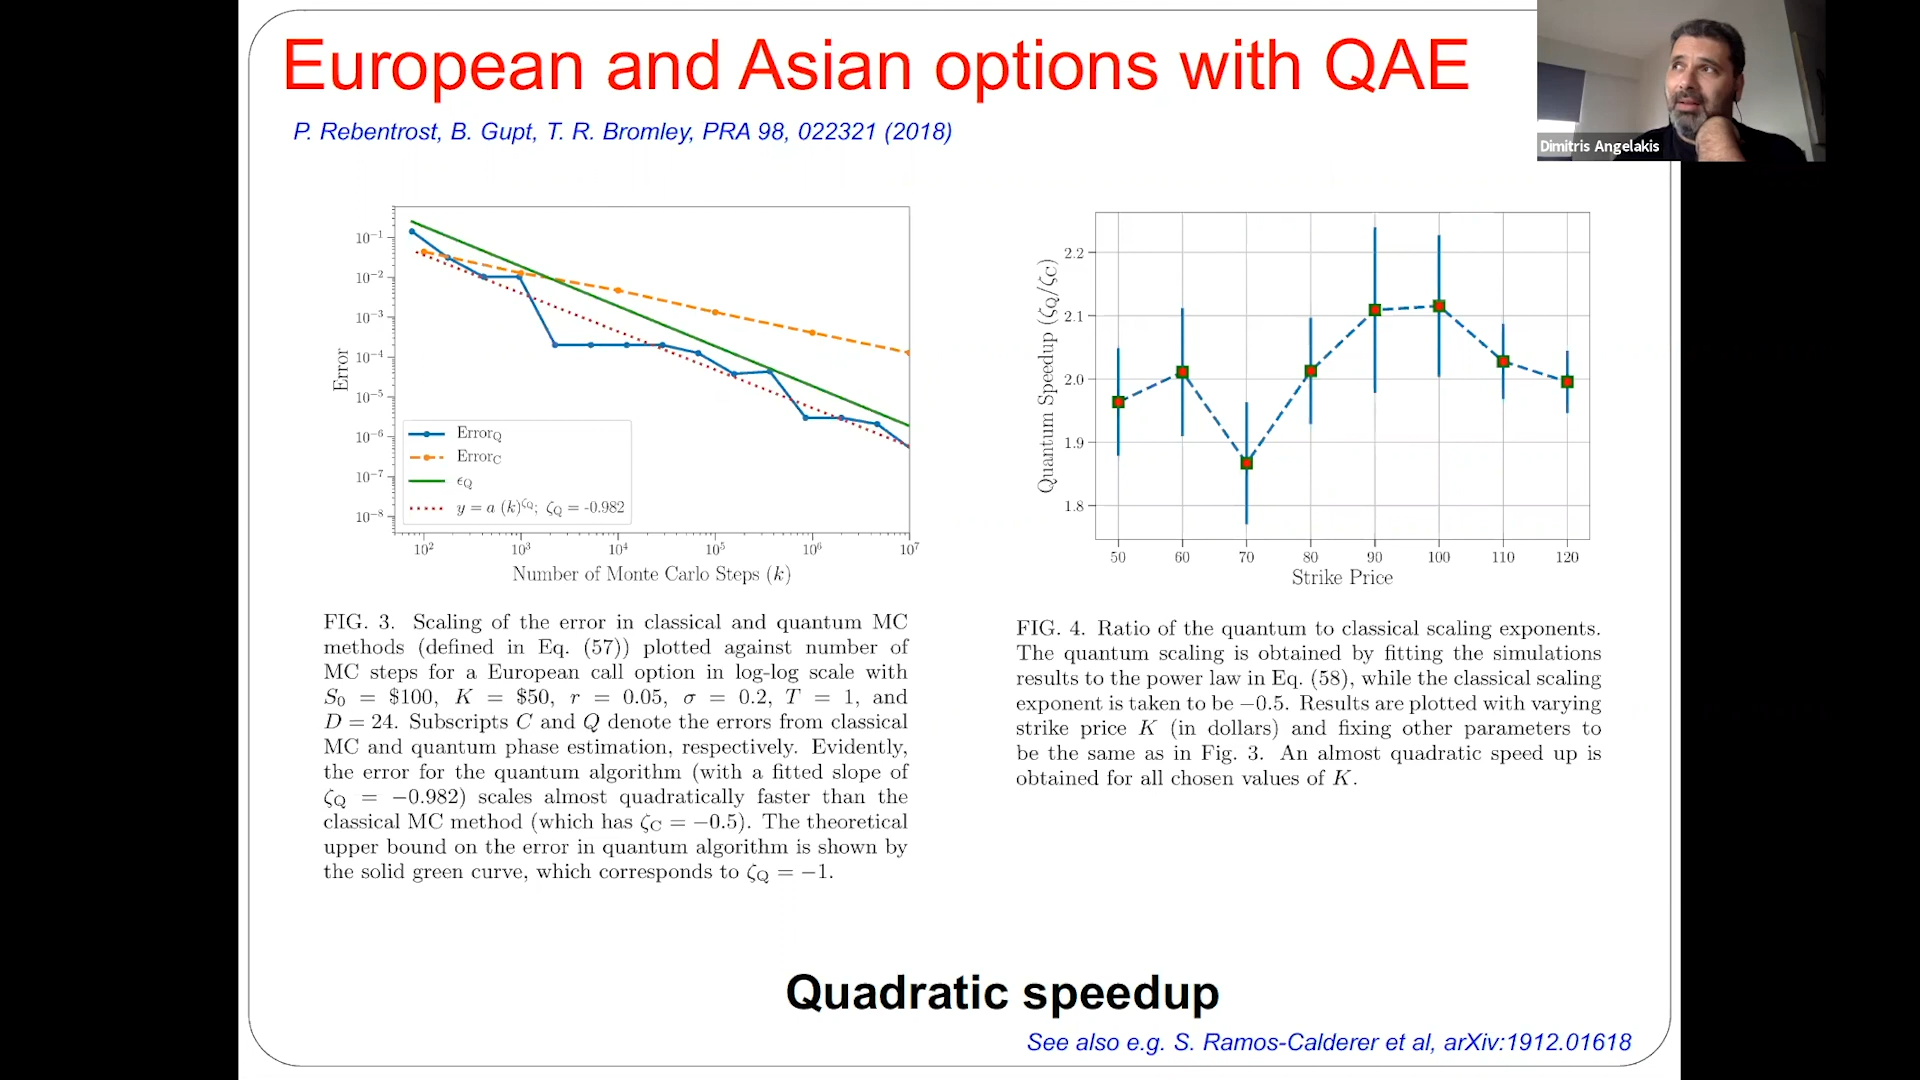 European and Asian options with QAE
Dimitris Angelakis
P. Rebentrost, B. Gupt, T. R. Bromley, PRA 98, 022321 (2018)
10⁻¹
10⁻²
10⁻³
10⁻⁴
10⁻⁵
10⁻⁶
10⁻⁷
10⁻⁸
Error
Error_Q
Error_C
ϵ_Q
y = a (k)^ζ_Q; ζ_Q = -0.982
10² 10³ 10⁴ 10⁵ 10⁶ 10⁷
Number of Monte Carlo Steps (k)
FIG. 3. Scaling of the error in classical and quantum MC
methods (defined in Eq. (57)) plotted against number of
MC steps for a European call option in log-log scale with
S₀ = $100, K = $50, r = 0.05, σ = 0.2, T = 1, and
D = 24. Subscripts C and Q denote the errors from classical
MC and quantum phase estimation, respectively. Evidently,
the error for the quantum algorithm (with a fitted slope of
ζ_Q = −0.982) scales almost quadratically faster than the
classical MC method (which has ζ_C = −0.5). The theoretical
upper bound on the error in quantum algorithm is shown by
the solid green curve, which corresponds to ζ_Q = −1.
2.2
2.1
2.0
1.9
1.8
Quantum Speedup (ζ_Q/ζ_C)
50 60 70 80 90 100 110 120
Strike Price
FIG. 4. Ratio of the quantum to classical scaling exponents.
The quantum scaling is obtained by fitting the simulations
results to the power law in Eq. (58), while the classical scaling
exponent is taken to be −0.5. Results are plotted with varying
strike price K (in dollars) and fixing other parameters to
be the same as in Fig. 3. An almost quadratic speed up is
obtained for all chosen values of K.
Quadratic speedup
See also e.g. S. Ramos-Calderer et al, arXiv:1912.01618